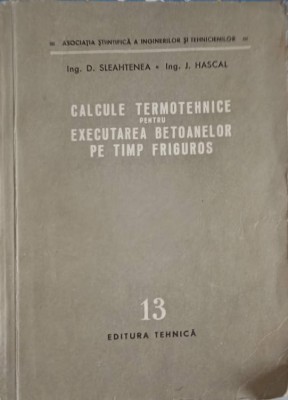 ASOCIAȚIA ȘTIINȚIFICĂ A INGINERILOR ȘI TEHNICIENILOR
Ing. D. SLEAHTENEA • Ing. J. HASCAL
CALCULE TERMOTEHNICE
PENTRU
EXECUTAREA BETOANELOR
PE TIMP FRIGUROS
13
EDITURA TEHNICĂ